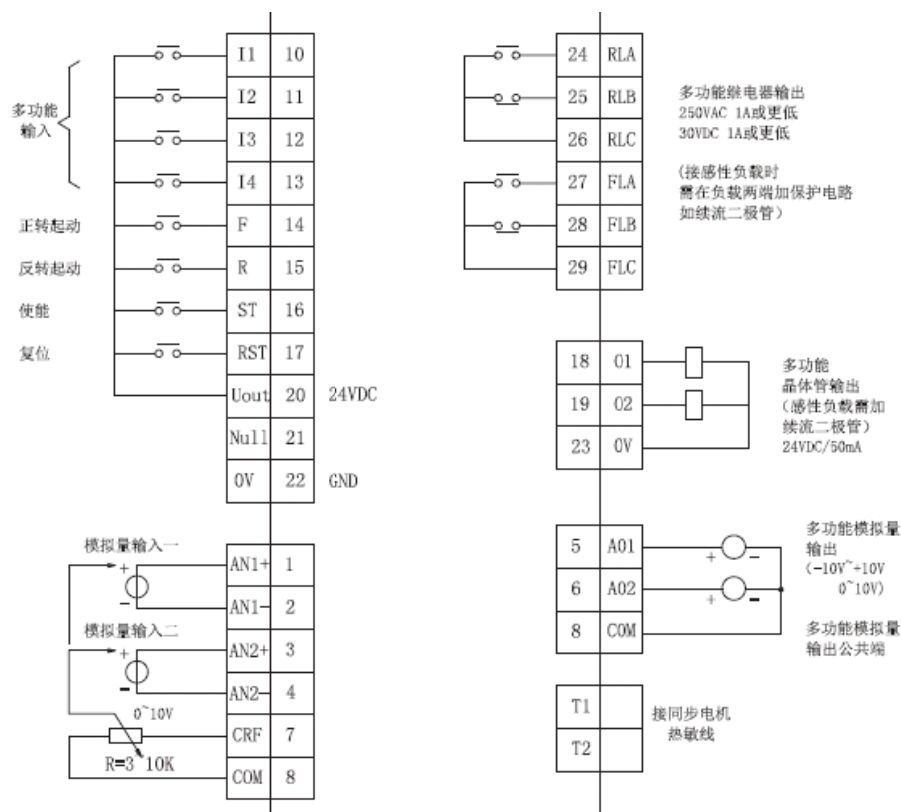 多功能
输入
正转起动
反转起动
使能
复位
I1 10
I2 11
I3 12
I4 13
F 14
R 15
ST 16
RST 17
Uout 20 24VDC
Null 21
0V 22 GND
模拟量输入一
+
-
AN1+ 1
AN1- 2
模拟量输入二
+
-
AN2+ 3
AN2- 4
0~10V
CRF 7
R=3~10K
COM 8
24 RLA
25 RLB
26 RLC
27 FLA
28 FLB
29 FLC
多功能继电器输出
250VAC 1A或更低
30VDC 1A或更低
(接感性负载时
需在负载两端加保护电路
如续流二极管)
18 O1
19 O2
23 0V
多功能
晶体管输出
(感性负载需加
续流二极管)
24VDC/50mA
5 AO1
+ -
6 AO2
+ -
8 COM
多功能模拟量
输出
(-10V~+10V
0~10V)
多功能模拟量
输出公共端
T1
T2
接同步电机
热敏线